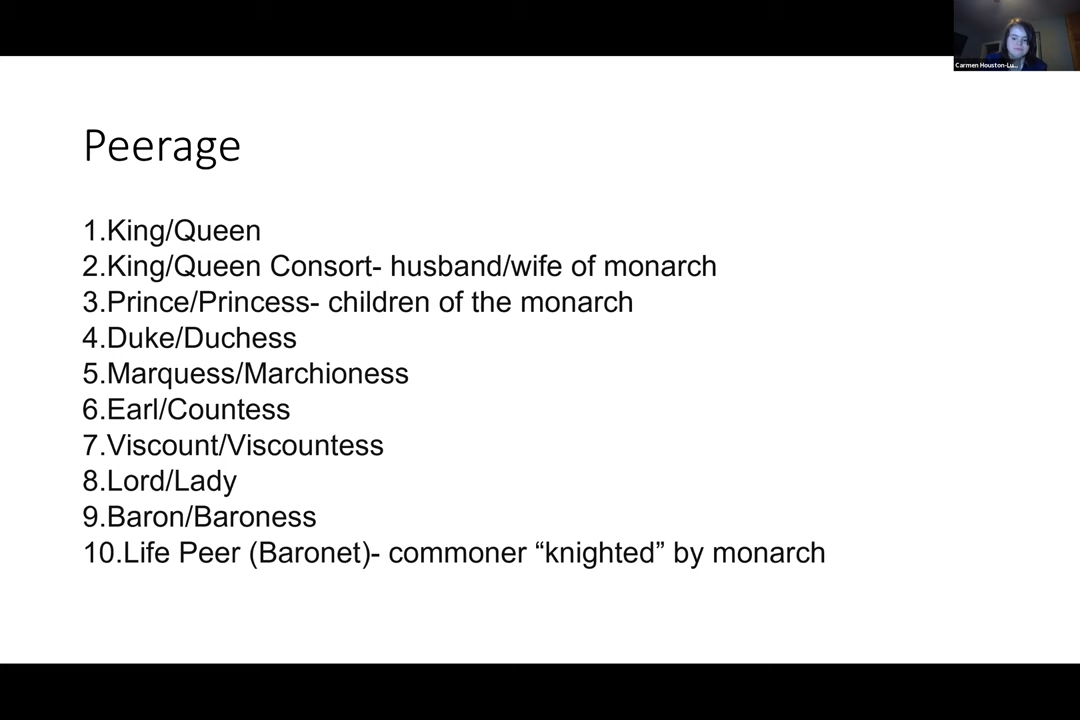 Carmen Houston-Lu...
Peerage
1.King/Queen
2.King/Queen Consort- husband/wife of monarch
3.Prince/Princess- children of the monarch
4.Duke/Duchess
5.Marquess/Marchioness
6.Earl/Countess
7.Viscount/Viscountess
8.Lord/Lady
9.Baron/Baroness
10.Life Peer (Baronet)- commoner “knighted” by monarch